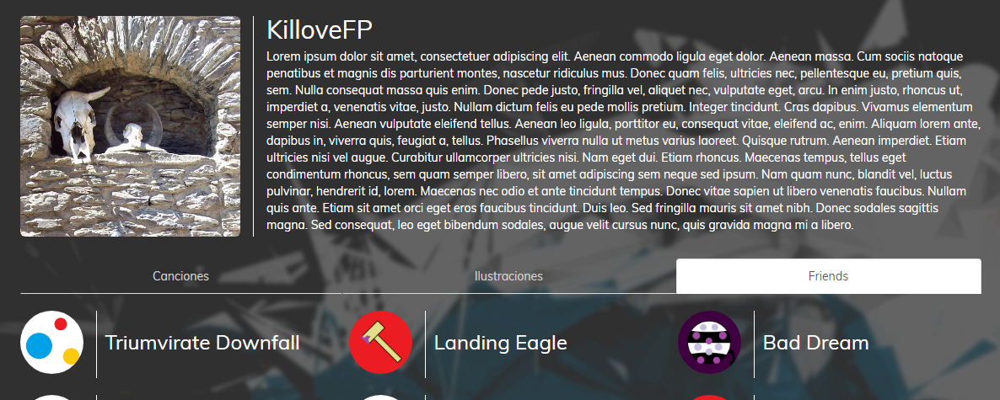 KilloveFP
Lorem ipsum dolor sit amet, consectetuer adipiscing elit. Aenean commodo ligula eget dolor. Aenean massa. Cum sociis natoque
penatibus et magnis dis parturient montes, nascetur ridiculus mus. Donec quam felis, ultricies nec, pellentesque eu, pretium quis,
sem. Nulla consequat massa quis enim. Donec pede justo, fringilla vel, aliquet nec, vulputate eget, arcu. In enim justo, rhoncus ut,
imperdiet a, venenatis vitae, justo. Nullam dictum felis eu pede mollis pretium. Integer tincidunt. Cras dapibus. Vivamus elementum
semper nisi. Aenean vulputate eleifend tellus. Aenean leo ligula, porttitor eu, consequat vitae, eleifend ac, enim. Aliquam lorem ante,
dapibus in, viverra quis, feugiat a, tellus. Phasellus viverra nulla ut metus varius laoreet. Quisque rutrum. Aenean imperdiet. Etiam
ultricies nisi vel augue. Curabitur ullamcorper ultricies nisi. Nam eget dui. Etiam rhoncus. Maecenas tempus, tellus eget
condimentum rhoncus, sem quam semper libero, sit amet adipiscing sem neque sed ipsum. Nam quam nunc, blandit vel, luctus
pulvinar, hendrerit id, lorem. Maecenas nec odio et ante tincidunt tempus. Donec vitae sapien ut libero venenatis faucibus. Nullam
quis ante. Etiam sit amet orci eget eros faucibus tincidunt. Duis leo. Sed fringilla mauris sit amet nibh. Donec sodales sagittis
magna. Sed consequat, leo eget bibendum sodales, augue velit cursus nunc, quis gravida magna mi a libero.
Canciones
Ilustraciones
Friends
Triumvirate Downfall
Landing Eagle
Bad Dream